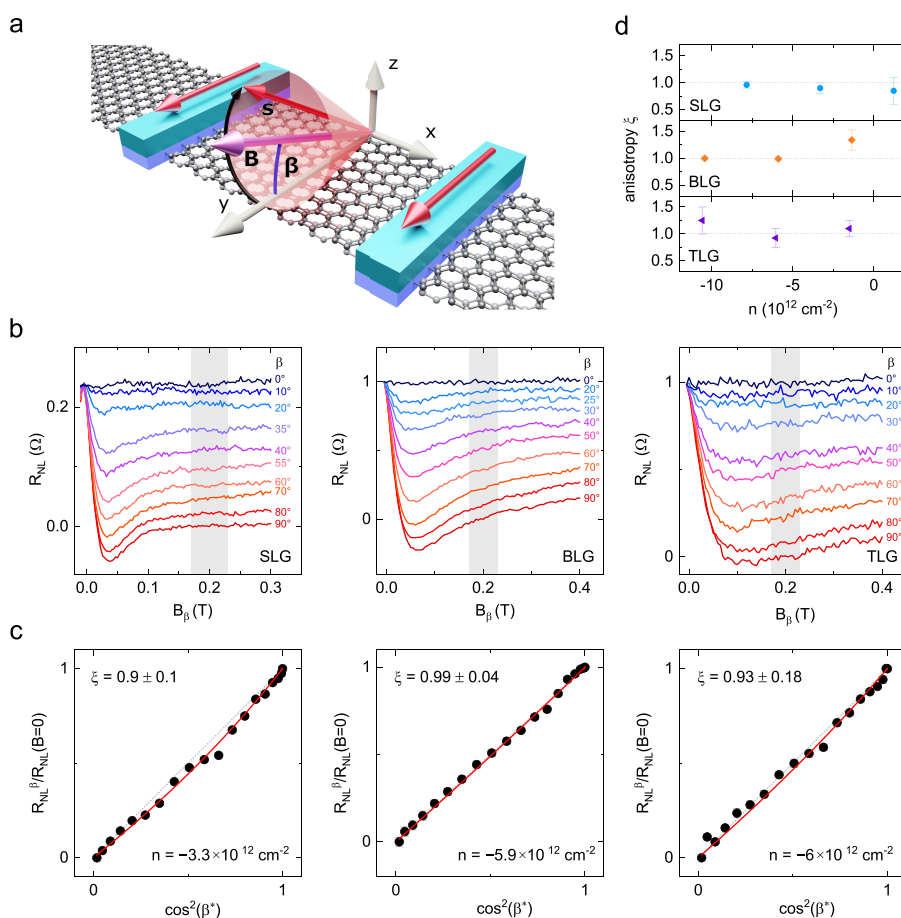 a
z
x
y
S
B
β
d
anisotropy ξ
1.0
0.5
SLG
1.5
1.0
0.5
BLG
1.5
1.0
0.5
TLG
-10
-5
0
n (10¹² cm⁻²)
b
R_NL (Ω)
0.2
0.0
β
0°
10°
20°
35°
40°
55°
60°
70°
80°
90°
SLG
0.0
0.1
0.2
0.3
B_β (T)
R_NL (Ω)
1
0
β
0°
20°
25°
30°
40°
50°
60°
70°
80°
90°
BLG
0.0
0.2
0.4
B_β (T)
R_NL (Ω)
1
0
β
0°
10°
20°
30°
40°
50°
60°
70°
80°
90°
TLG
0.0
0.2
0.4
B_β (T)
c
R_NL^β/R_NL(B=0)
1
0
ξ = 0.9 ± 0.1
n = −3.3×10¹² cm⁻²
0
1
cos²(β*)
R_NL^β/R_NL(B=0)
1
0
ξ = 0.99 ± 0.04
n = −5.9×10¹² cm⁻²
0
1
cos²(β*)
R_NL^β/R_NL(B=0)
1
0
ξ = 0.93 ± 0.18
n = −6×10¹² cm⁻²
0
1
cos²(β*)